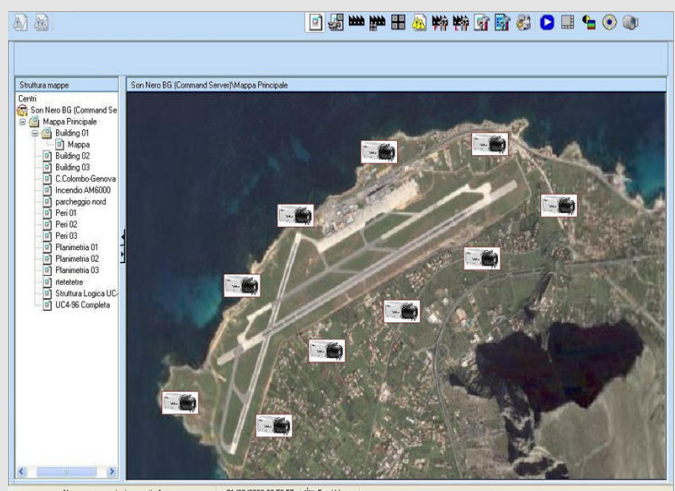 Struttura mappe
Son Nero BG (Command Server)\Mappa Principale
Centri
Son Nero BG (Command Se
Mappa Principale
Building 01
Mappa
Building 02
Building 03
C.Colombo-Genova
Incendio AM6000
parcheggio nord
Peri 01
Peri 02
Peri 03
Planimetria 01
Planimetria 02
Planimetria 03
rtetetetre
Struttura Logica UC-
UC4-96 Completa